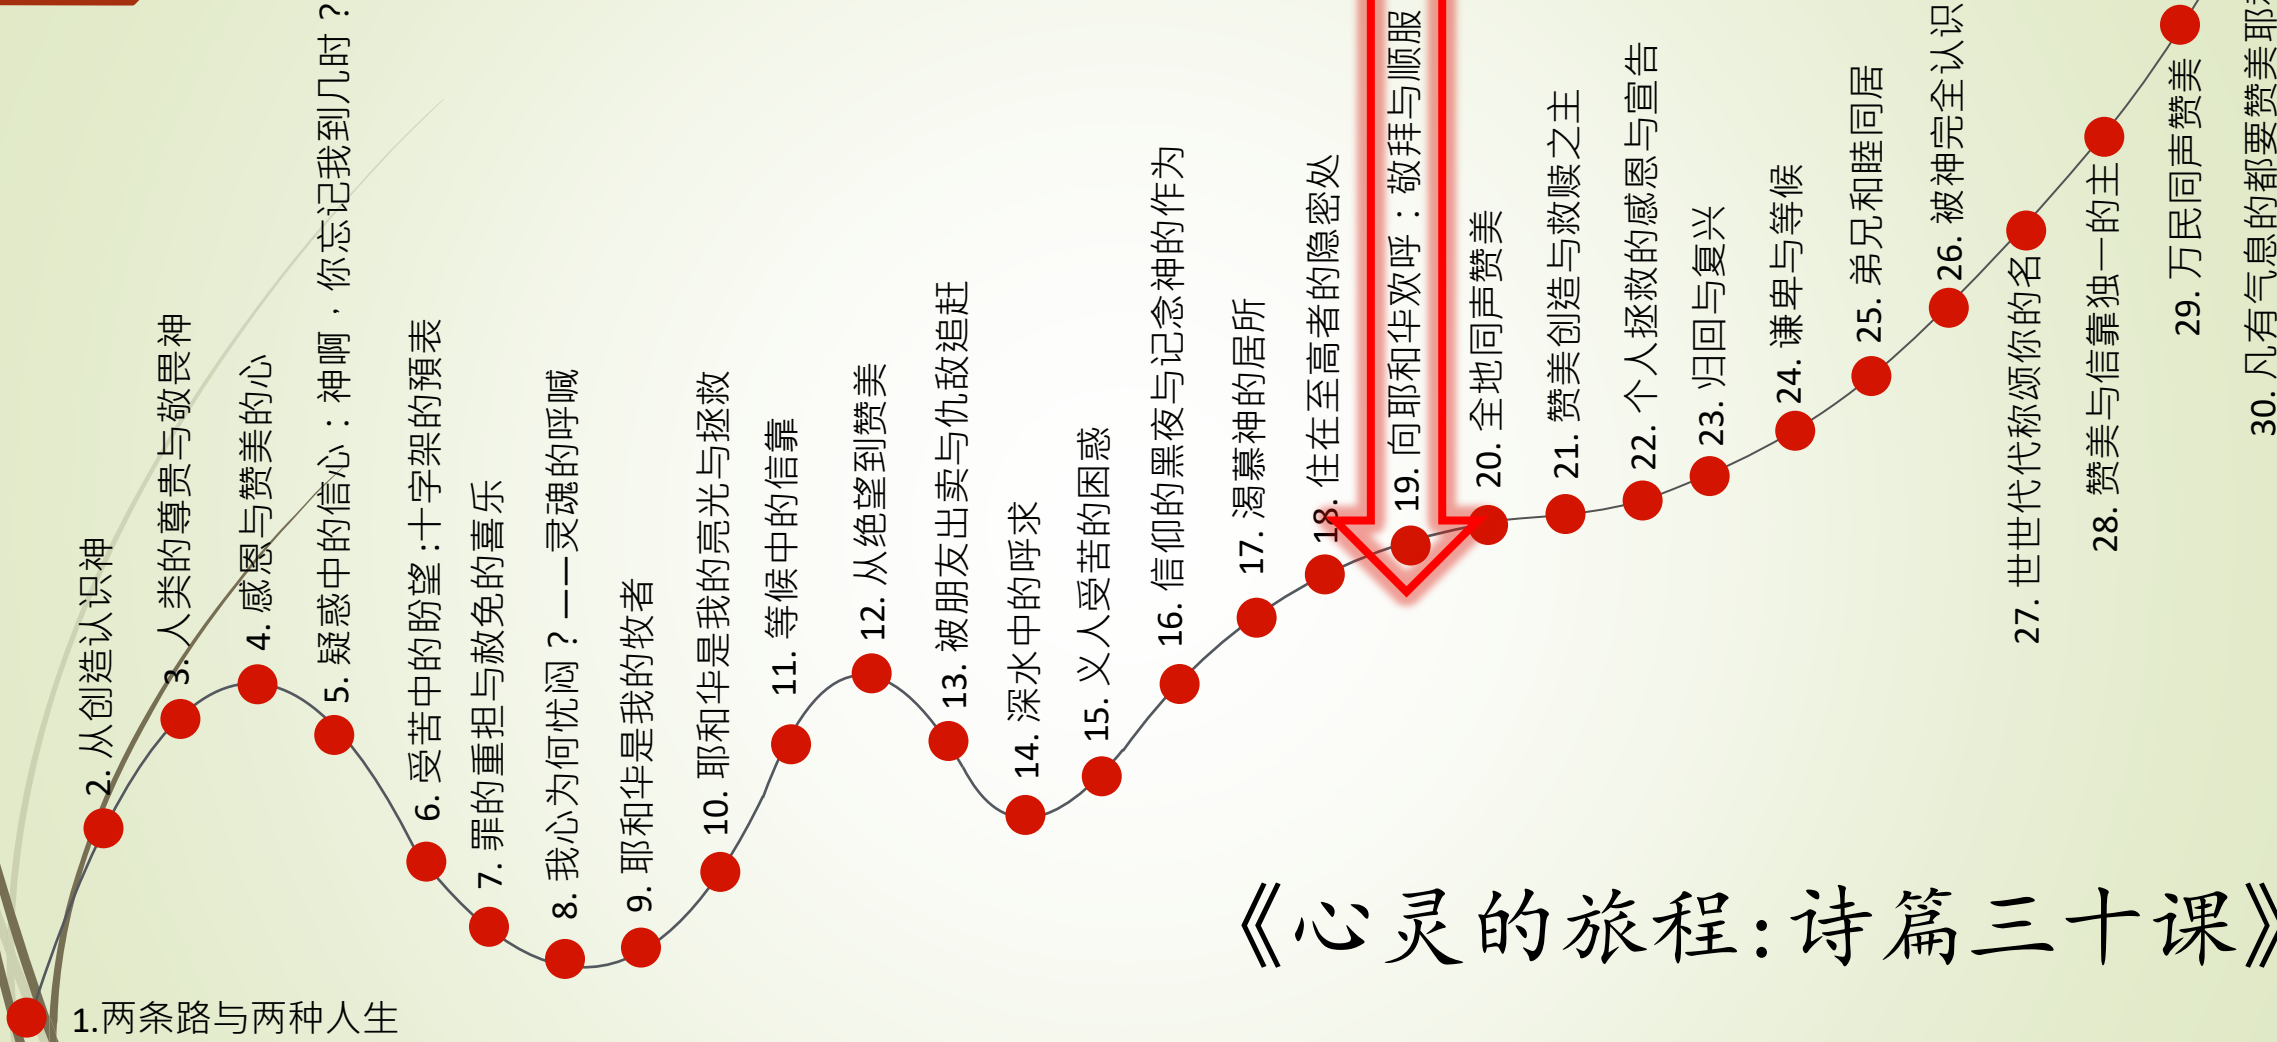 1.两条路与两种人生
2. 从创造认识神
3. 人类的尊贵与敬畏神
4. 感恩与赞美的心
5. 疑惑中的信心：神啊，你忘记我到几时？
6. 受苦中的盼望:十字架的預表
7. 罪的重担与赦免的喜乐
8. 我心为何忧闷？——灵魂的呼喊
9. 耶和华是我的牧者
10. 耶和华是我的亮光与拯救
11. 等候中的信靠
12. 从绝望到赞美
13. 被朋友出卖与仇敌追赶
14. 深水中的呼求
15. 义人受苦的困惑
16. 信仰的黑夜与记念神的作为
17. 渴慕神的居所
18. 住在至高者的隐密处
19. 向耶和华欢呼：敬拜与顺服
20. 全地同声赞美
21. 赞美创造与救赎之主
22. 个人拯救的感恩与宣告
23. 归回与复兴
24. 谦卑与等候
25. 弟兄和睦同居
26. 被神完全认识
27. 世世代代称颂你的名
28. 赞美与信靠独一的主
29. 万民同声赞美
30. 凡有气息的都要赞美耶
《心灵的旅程:诗篇三十课》